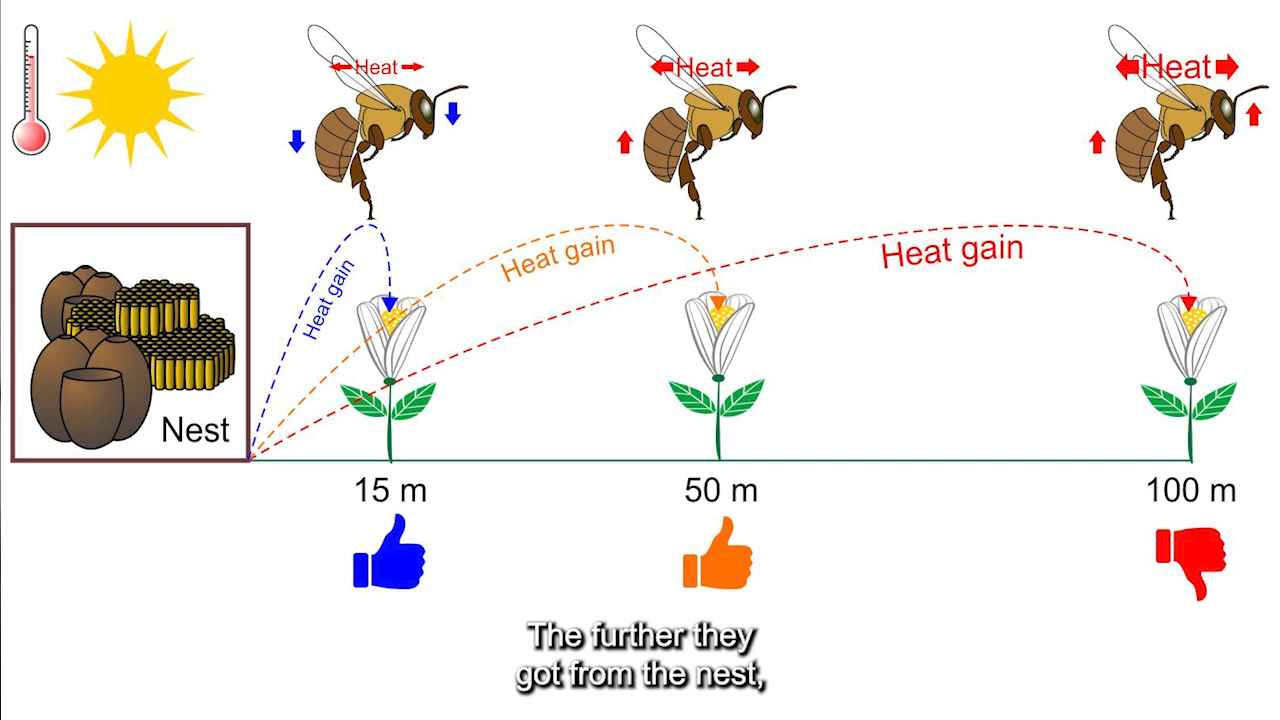 Heat
Heat
Heat
Heat gain
Heat gain
Heat gain
Nest
15 m
50 m
100 m
The further they
got from the nest,